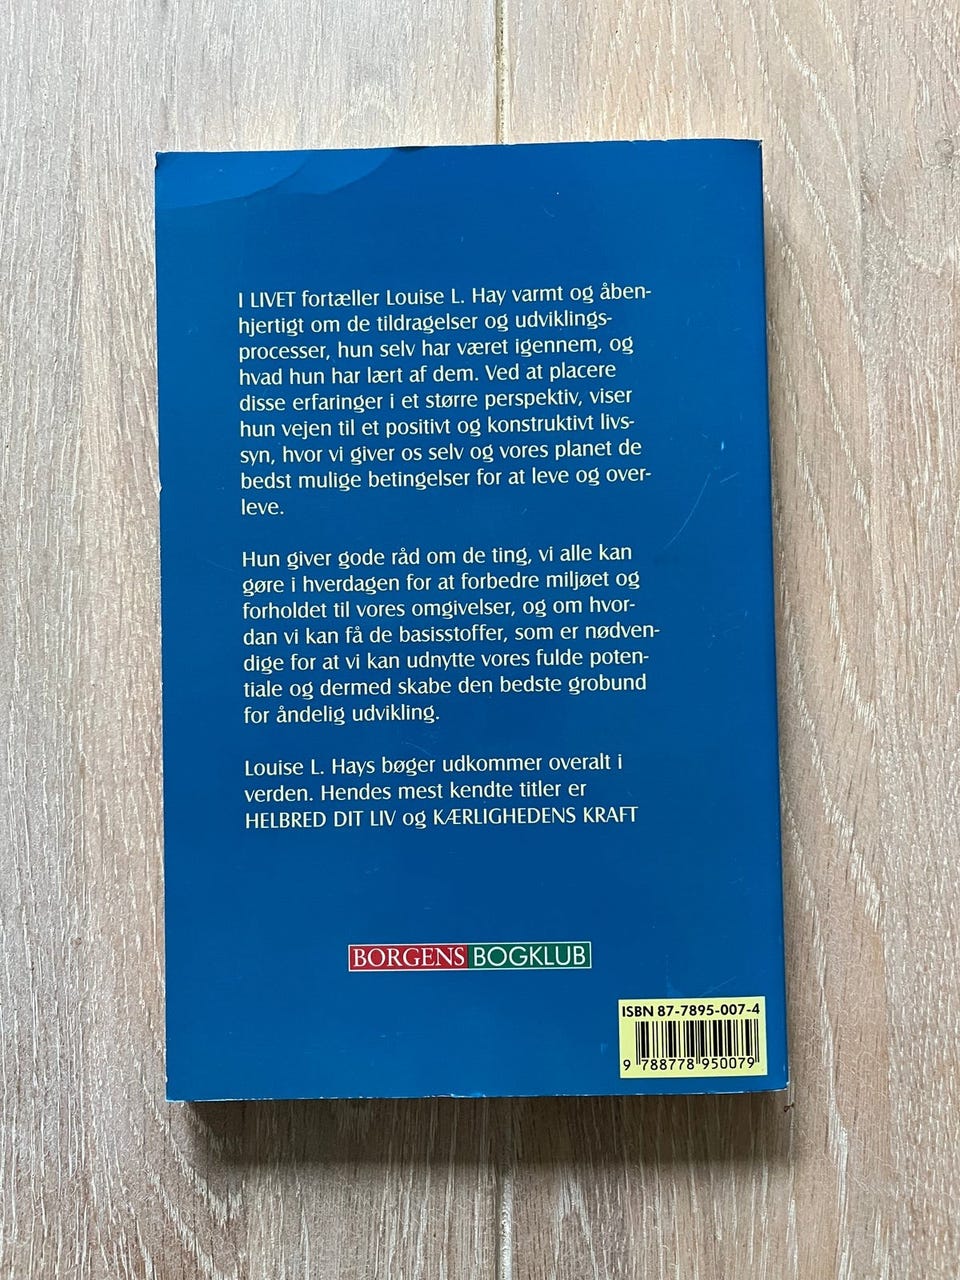 I LIVET fortæller Louise L. Hay varmt og åben-
hjertigt om de tildragelser og udviklings-
processer, hun selv har været igennem, og
hvad hun har lært af dem. Ved at placere
disse erfaringer i et større perspektiv, viser
hun vejen til et positivt og konstruktivt livs-
syn, hvor vi giver os selv og vores planet de
bedst mulige betingelser for at leve og over-
leve.
Hun giver gode råd om de ting, vi alle kan
gøre i hverdagen for at forbedre miljøet og
forholdet til vores omgivelser, og om hvor-
dan vi kan få de basisstoffer, som er nødven-
dige for at vi kan udnytte vores fulde poten-
tiale og dermed skabe den bedste grobund
for åndelig udvikling.
Louise L. Hays bøger udkommer overalt i
verden. Hendes mest kendte titler er
HELBRED DIT LIV og KÆRLIGHEDENS KRAFT
BORGENS BOGKLUB
ISBN 87-7895-007-4
9 788778 950079